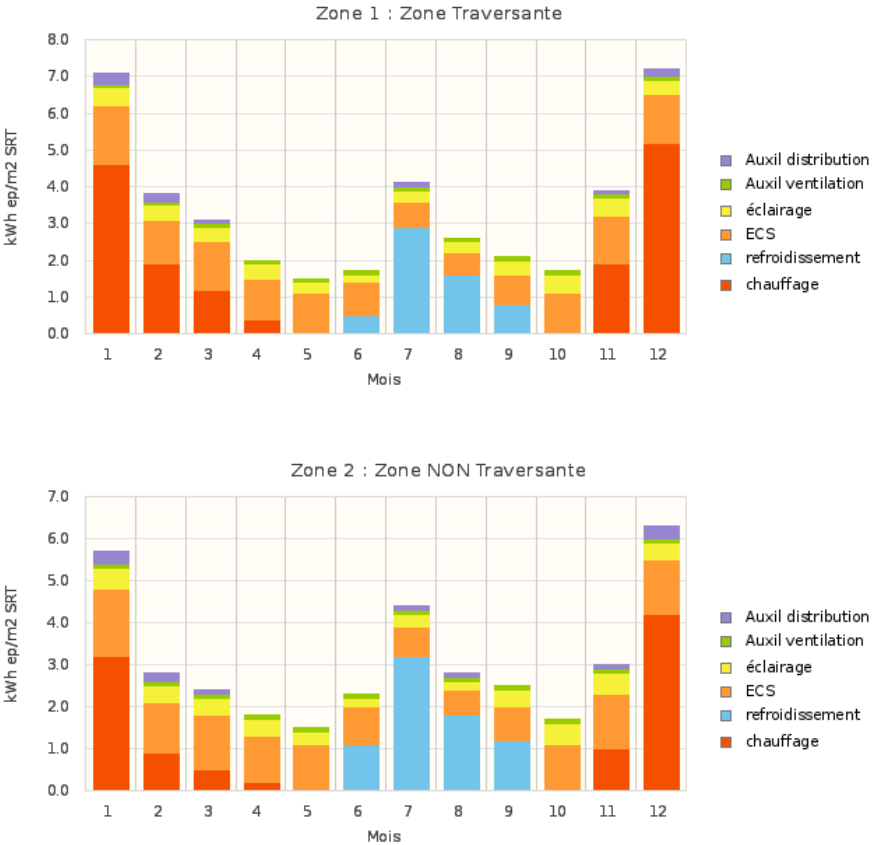 Zone 1 : Zone Traversante
8.0
7.0
6.0
5.0
4.0
3.0
2.0
1.0
0.0
kWh ep/m2 SRT
1 2 3 4 5 6 7 8 9 10 11 12
Mois
Auxil distribution
Auxil ventilation
éclairage
ECS
refroidissement
chauffage
Zone 2 : Zone NON Traversante
7.0
6.0
5.0
4.0
3.0
2.0
1.0
0.0
kWh ep/m2 SRT
1 2 3 4 5 6 7 8 9 10 11 12
Mois
Auxil distribution
Auxil ventilation
éclairage
ECS
refroidissement
chauffage